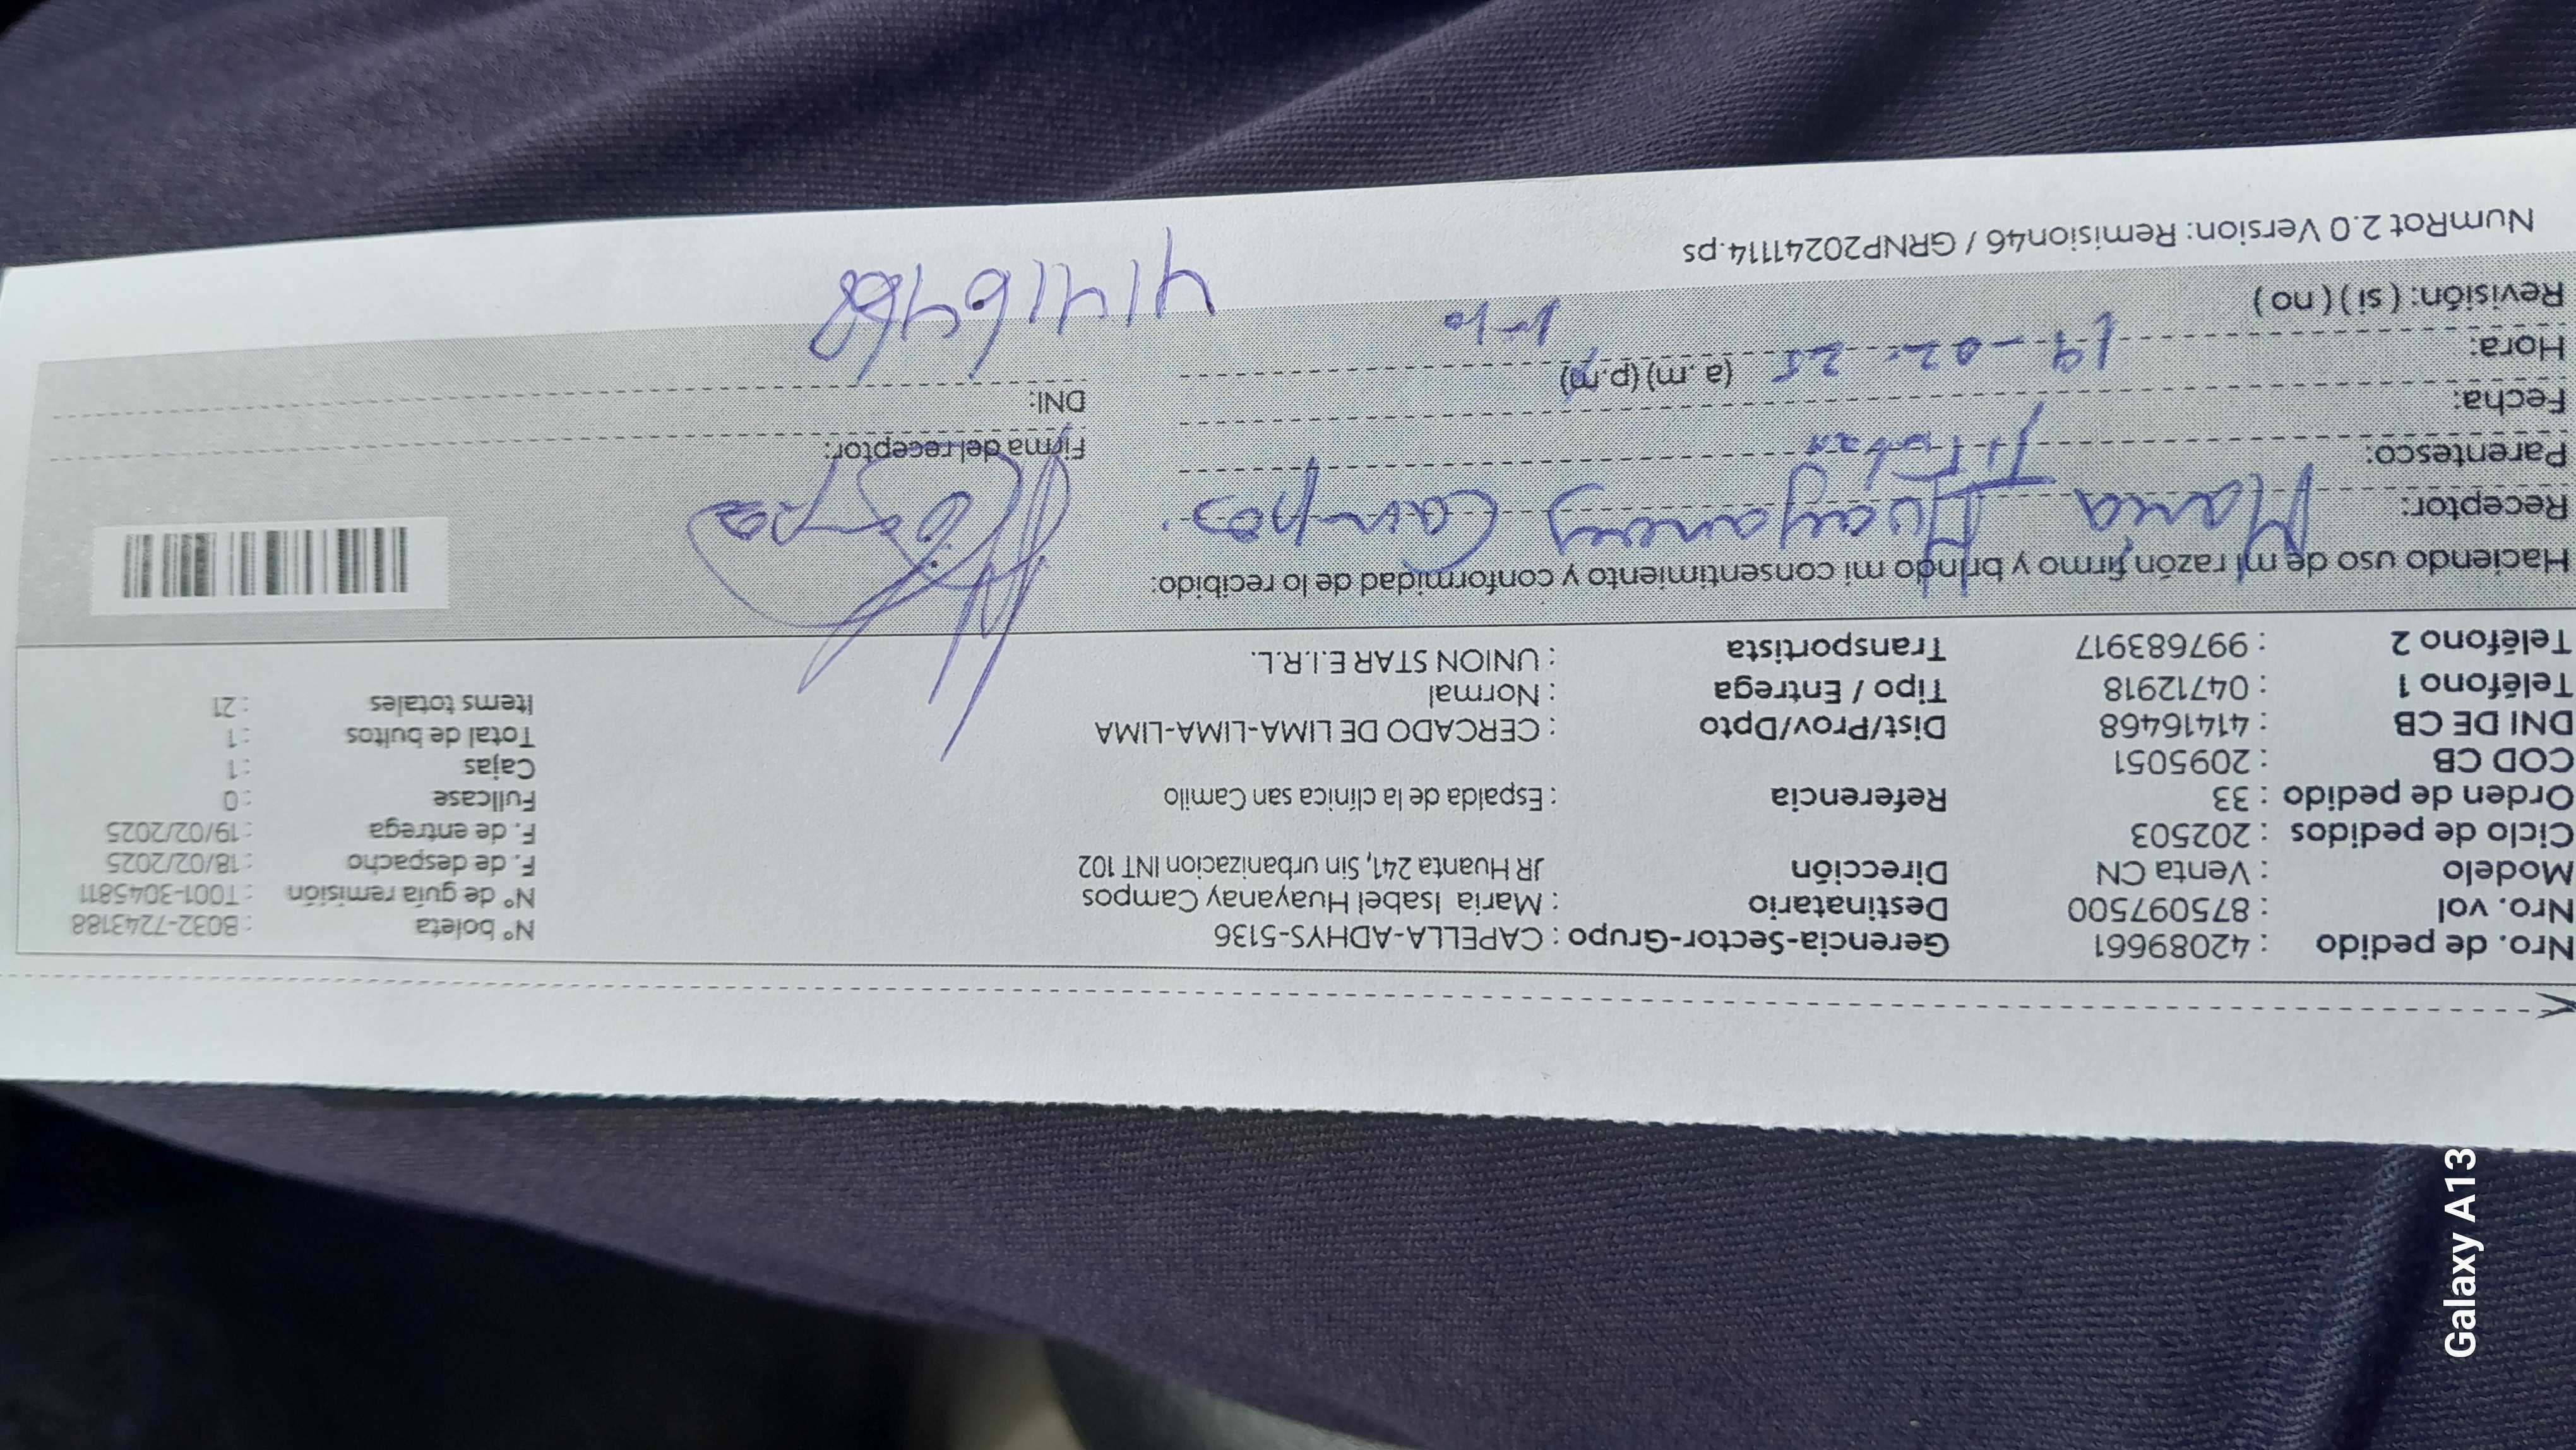 Nro. de pedido : 42089661 Gerencia-Sector-Grupo : CAPELLA-ADHYS-5136 N° boleta : B032-7243188
Nro. vol : 875097500 Destinatario : Maria Isabel Huayanay Campos N° de guía remisión : T001-3045811
Modelo : Venta CN Dirección JR Huanta 241, Sin urbanizacion INT 102 F. de despacho : 18/02/2025
Ciclo de pedidos : 202503 F. de entrega : 19/02/2025
Orden de pedido : 33 Referencia : Espalda de la clínica san Camilo Fullcase : 0
COD CB : 2095051 Cajas : 1
DNI DE CB : 41416468 Dist/Prov/Dpto : CERCADO DE LIMA-LIMA-LIMA Total de bultos : 1
Teléfono 1 : 04712918 Tipo / Entrega : Normal Items totales : 21
Teléfono 2 : 997683917 Transportista : UNION STAR E.I.R.L.
Haciendo uso de mi razón firmo y brindo mi consentimiento y conformidad de lo recibido:
Receptor: Maria Huayanay Campos.
Parentesco: Titular Firma del receptor:
Fecha: 19-02-25 DNI: 41416468
Hora: (a.m) (p.m) 1-10
Revisión: ( si ) ( no )
NumRot 2.0 Version: Remision46 / GRNP20241114.ps
Galaxy A13